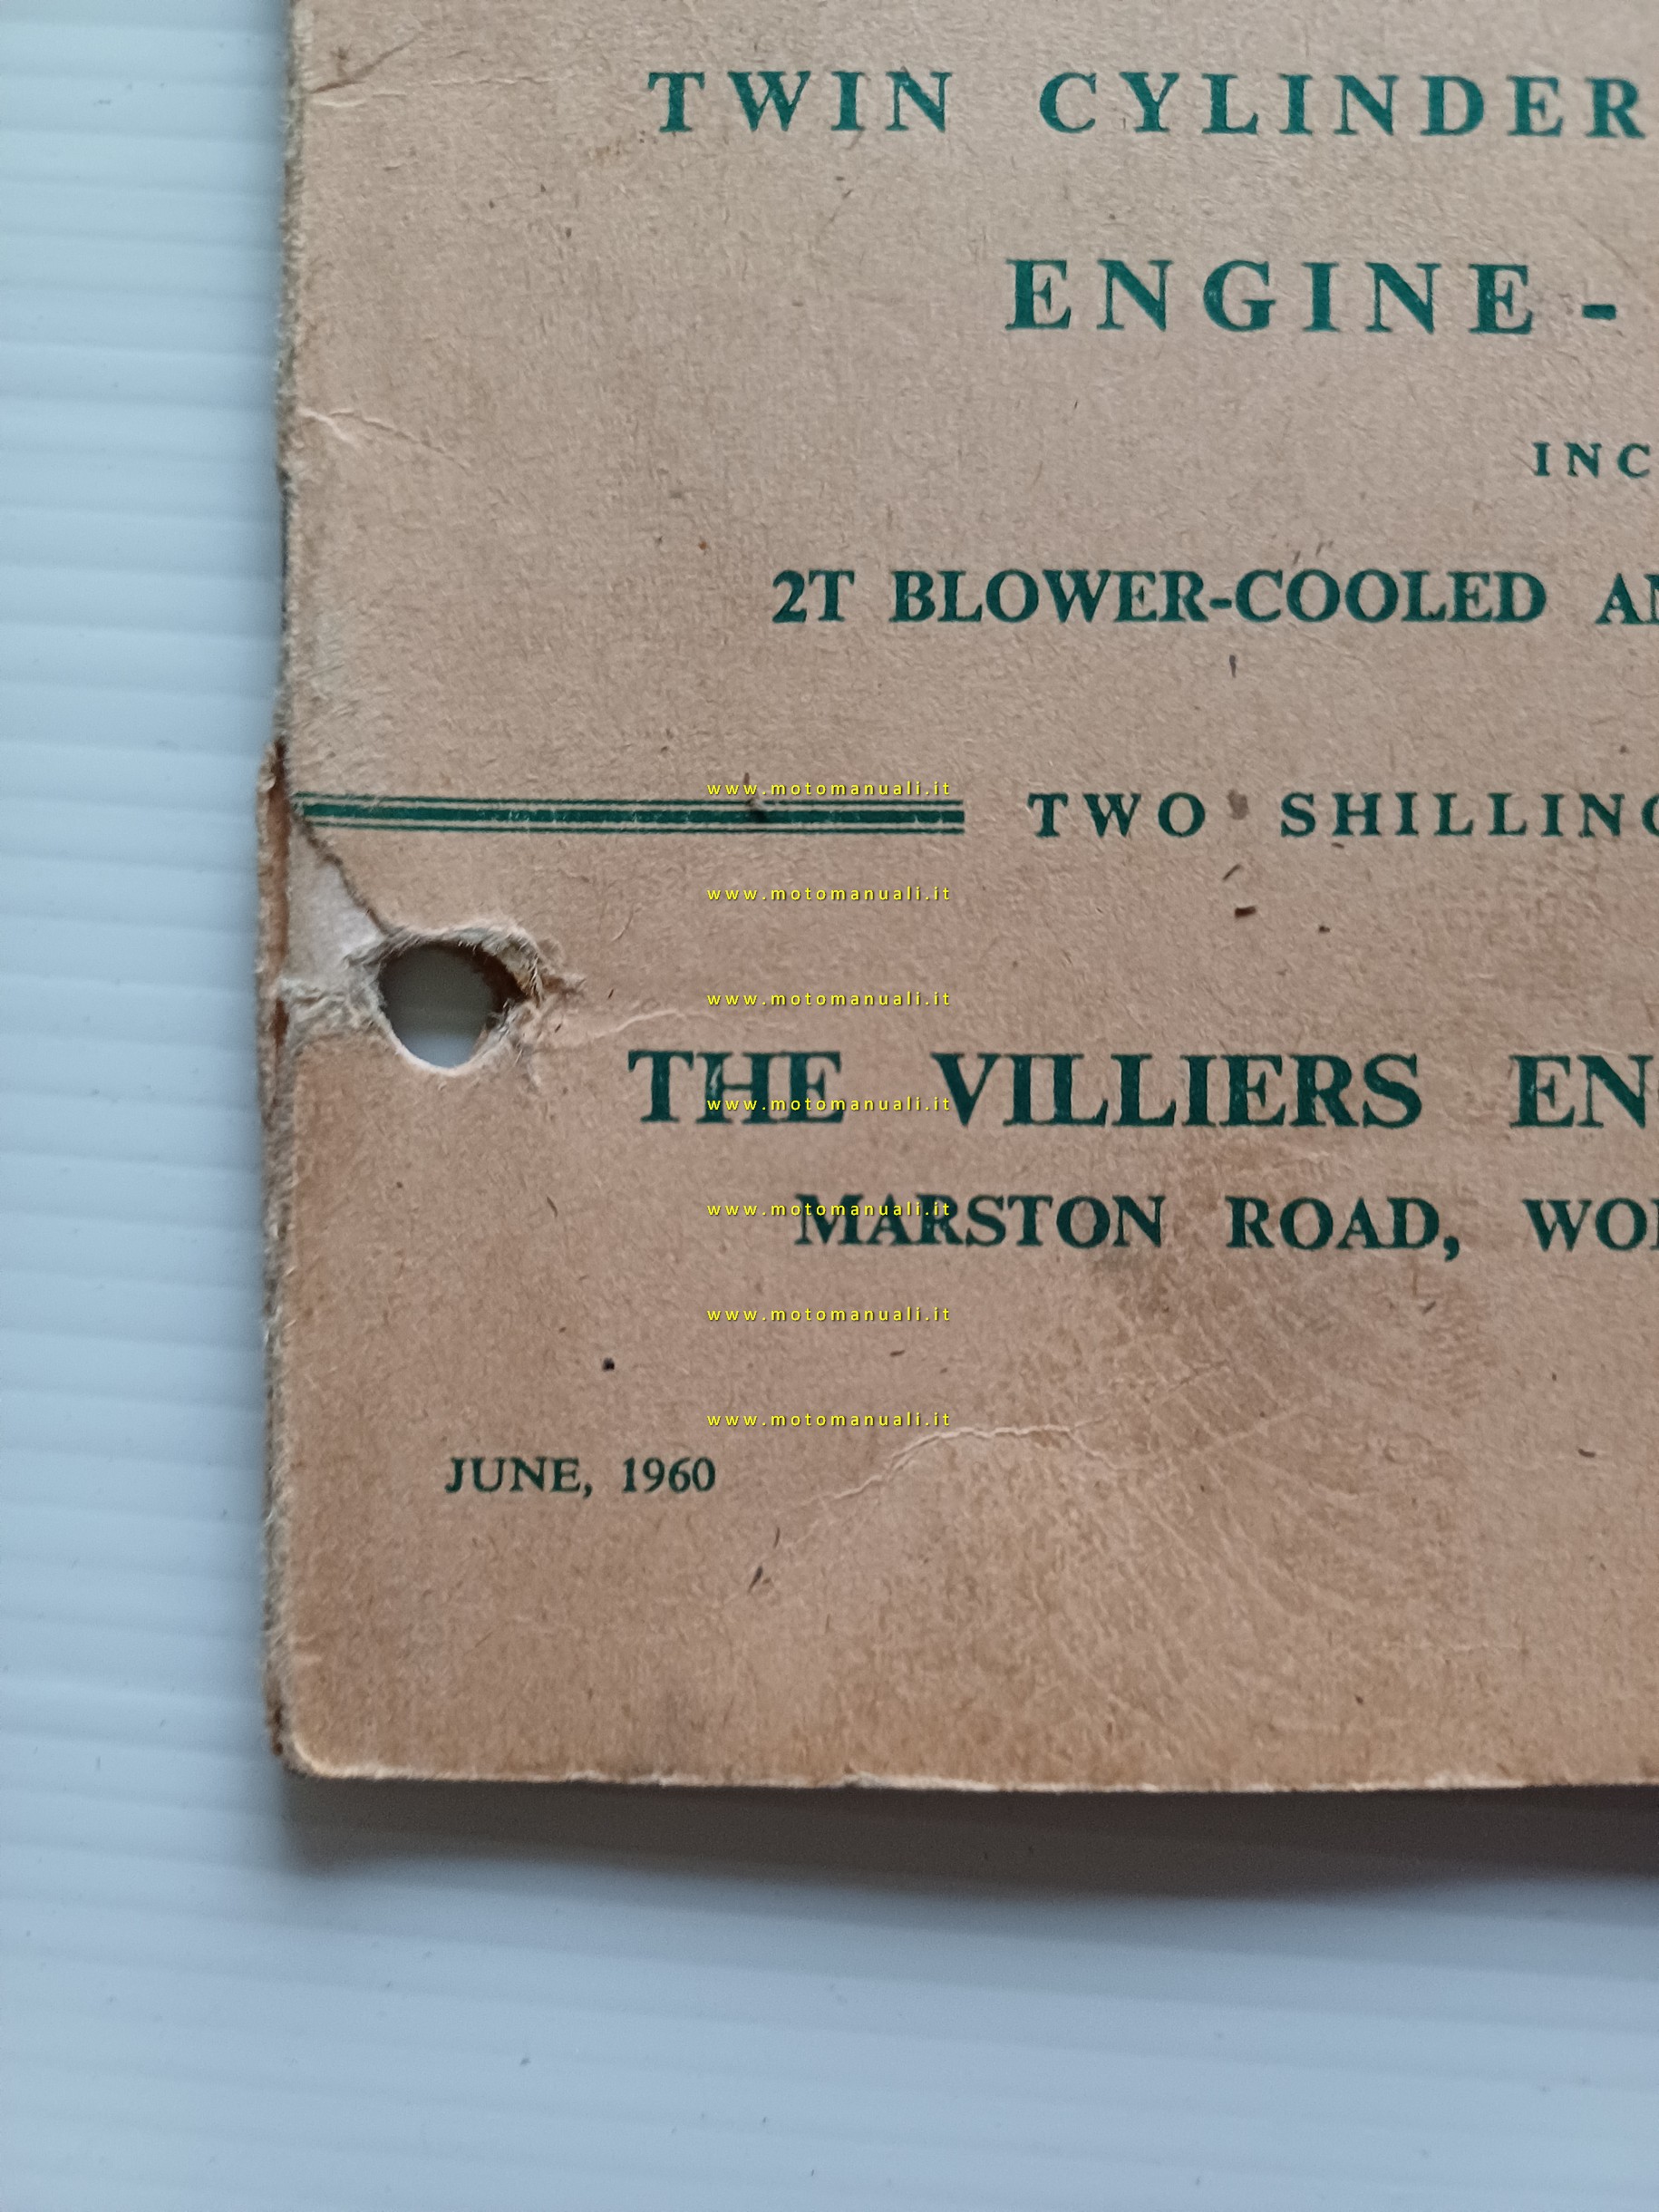 TWIN CYLINDER
ENGINE -
INC
2T BLOWER-COOLED
www.motomanuali.it
TWO SHILLING
www.motomanuali.it
www.motomanuali.it
THE VILLIERS
www.motomanuali.it
MARSTON ROAD,
www.motomanuali.it
www.motomanuali.it
www.motomanuali.it
JUNE, 1960